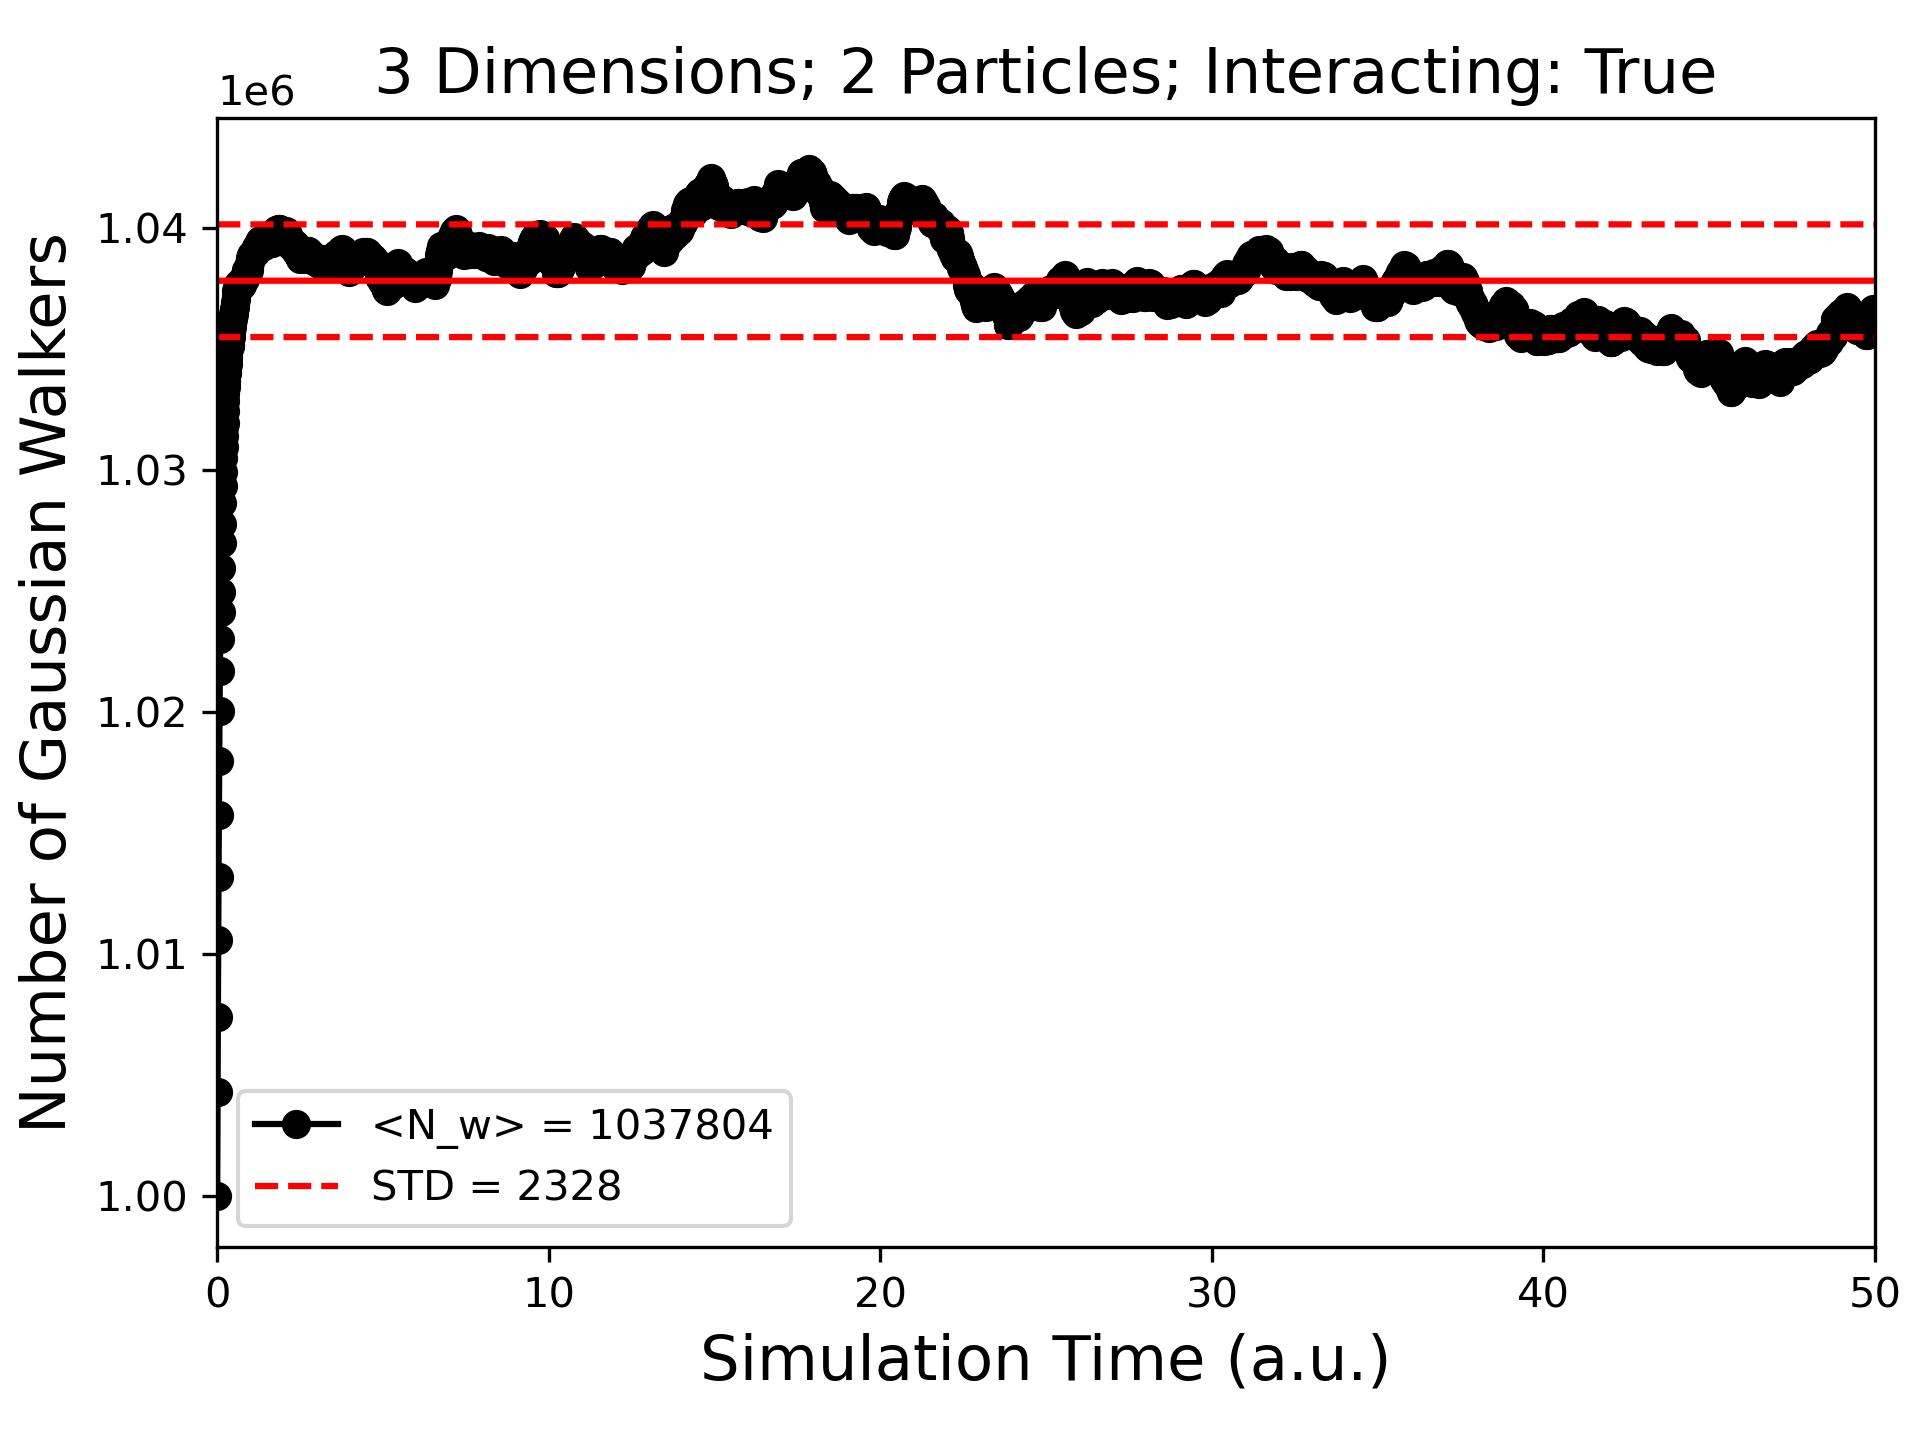 3 Dimensions; 2 Particles; Interacting: True
1e6
Number of Gaussian Walkers
1.04
1.03
1.02
1.01
1.00
<N_w> = 1037804
STD = 2328
0 10 20 30 40 50
Simulation Time (a.u.)